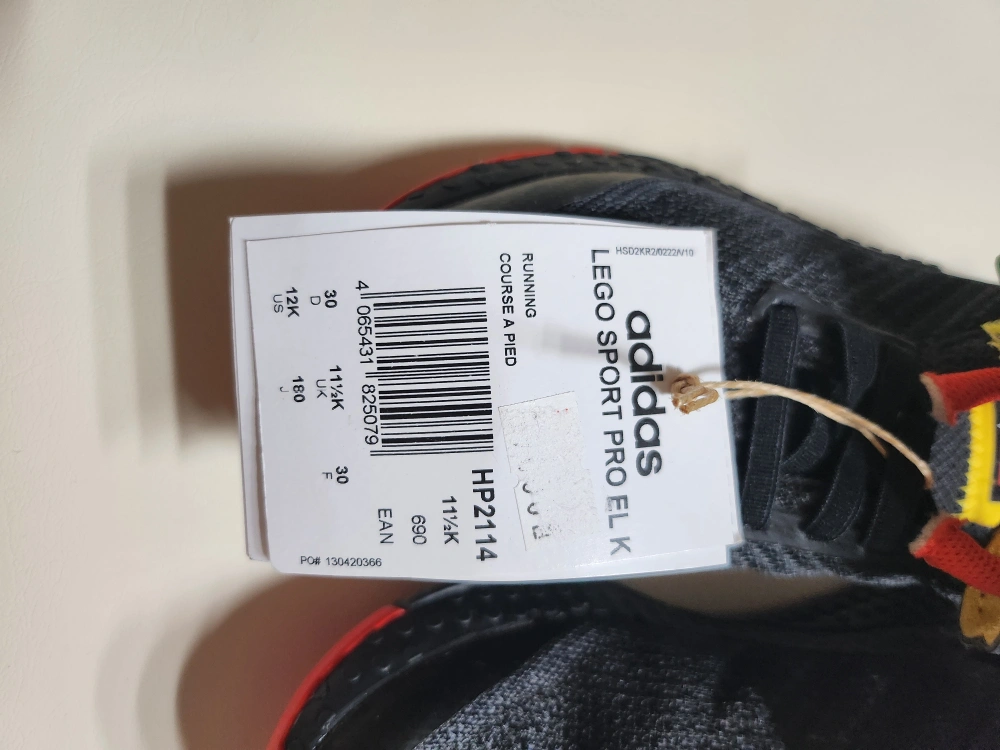 HSD2KR2/0222/V/10
adidas
LEGO SPORT PRO EL K
RUNNING
COURSE A PIED
HP2114
11½K
690
EAN
4 065431 825079
30 11½K 30
D UK F
12K 180
US J
PO# 130420366